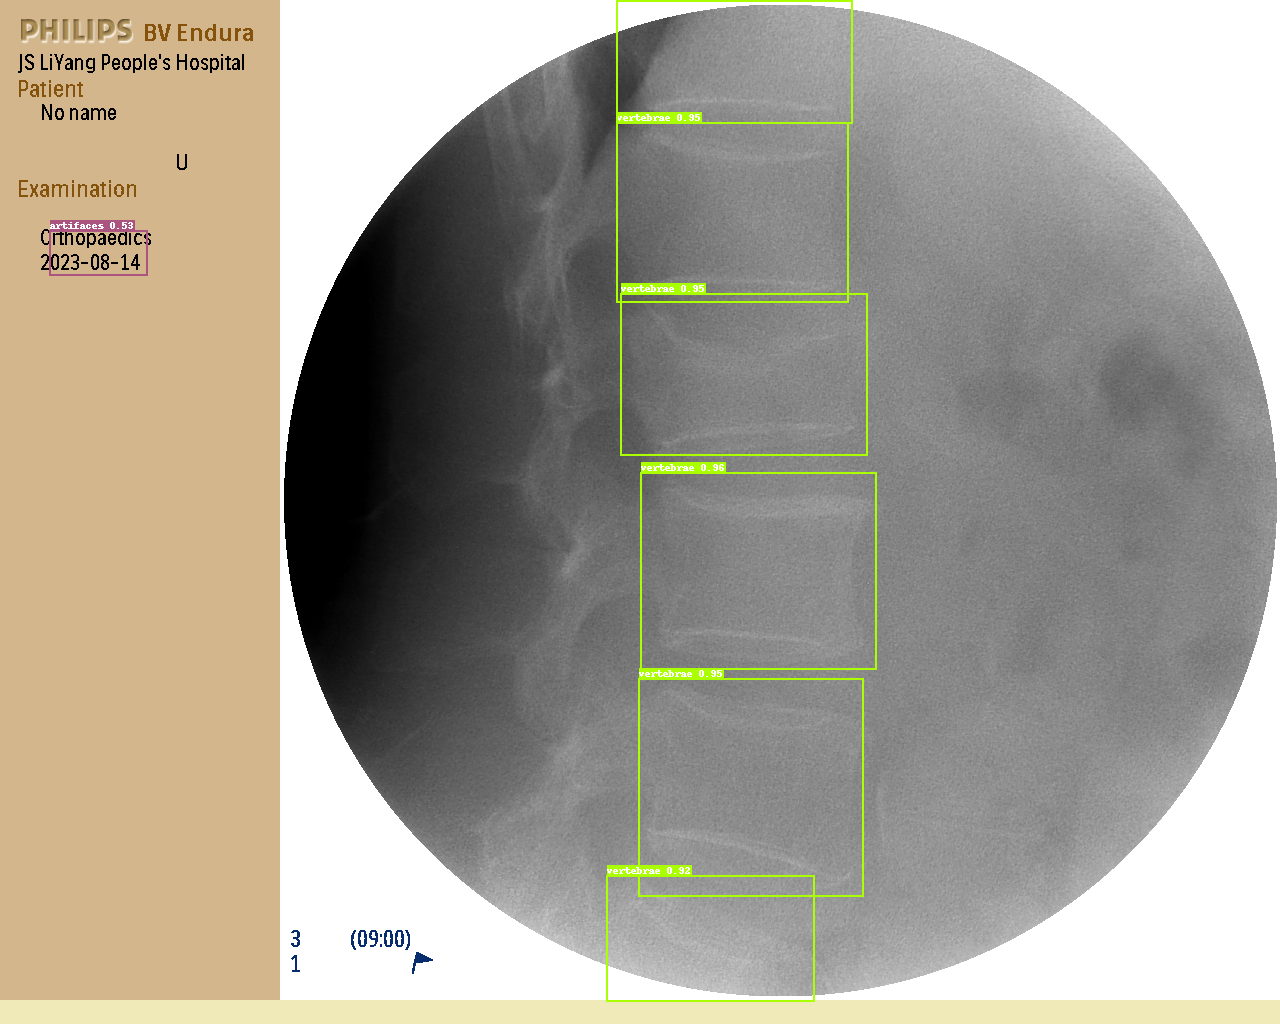 PHILIPS BV Endura
JS LiYang People's Hospital
Patient
No name
U
Examination
artifaces 0.53
Orthopaedics
2023-08-14
vertebrae 0.95
vertebrae 0.95
vertebrae 0.96
vertebrae 0.95
vertebrae 0.92
3 (09:00)
1